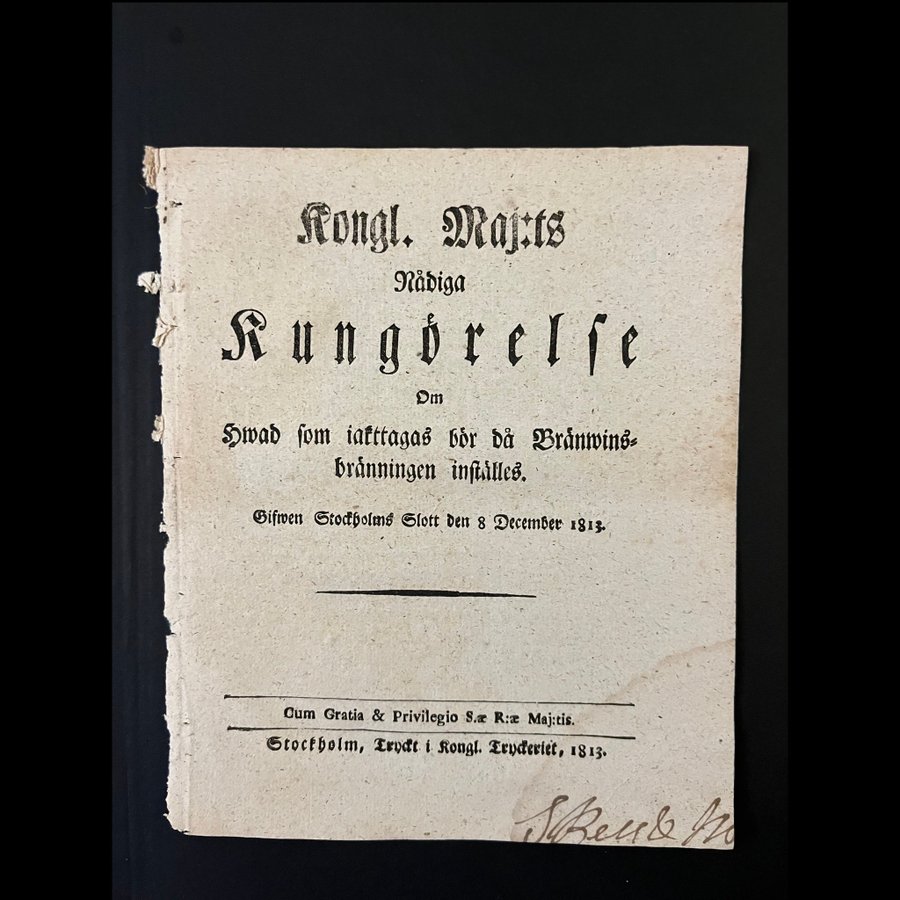 Kongl. Maj:ts
Nådiga
Kungörelse
Om
Hwad som iakttagas bör då Bränwins-
bränningen inställes.
Gifwen Stockholms Slott den 8 December 1813.
Cum Gratia & Privilegio S.æ R:æ Maj:tis.
Stockholm, Tryckt i Kongl. Tryckeriet, 1813.